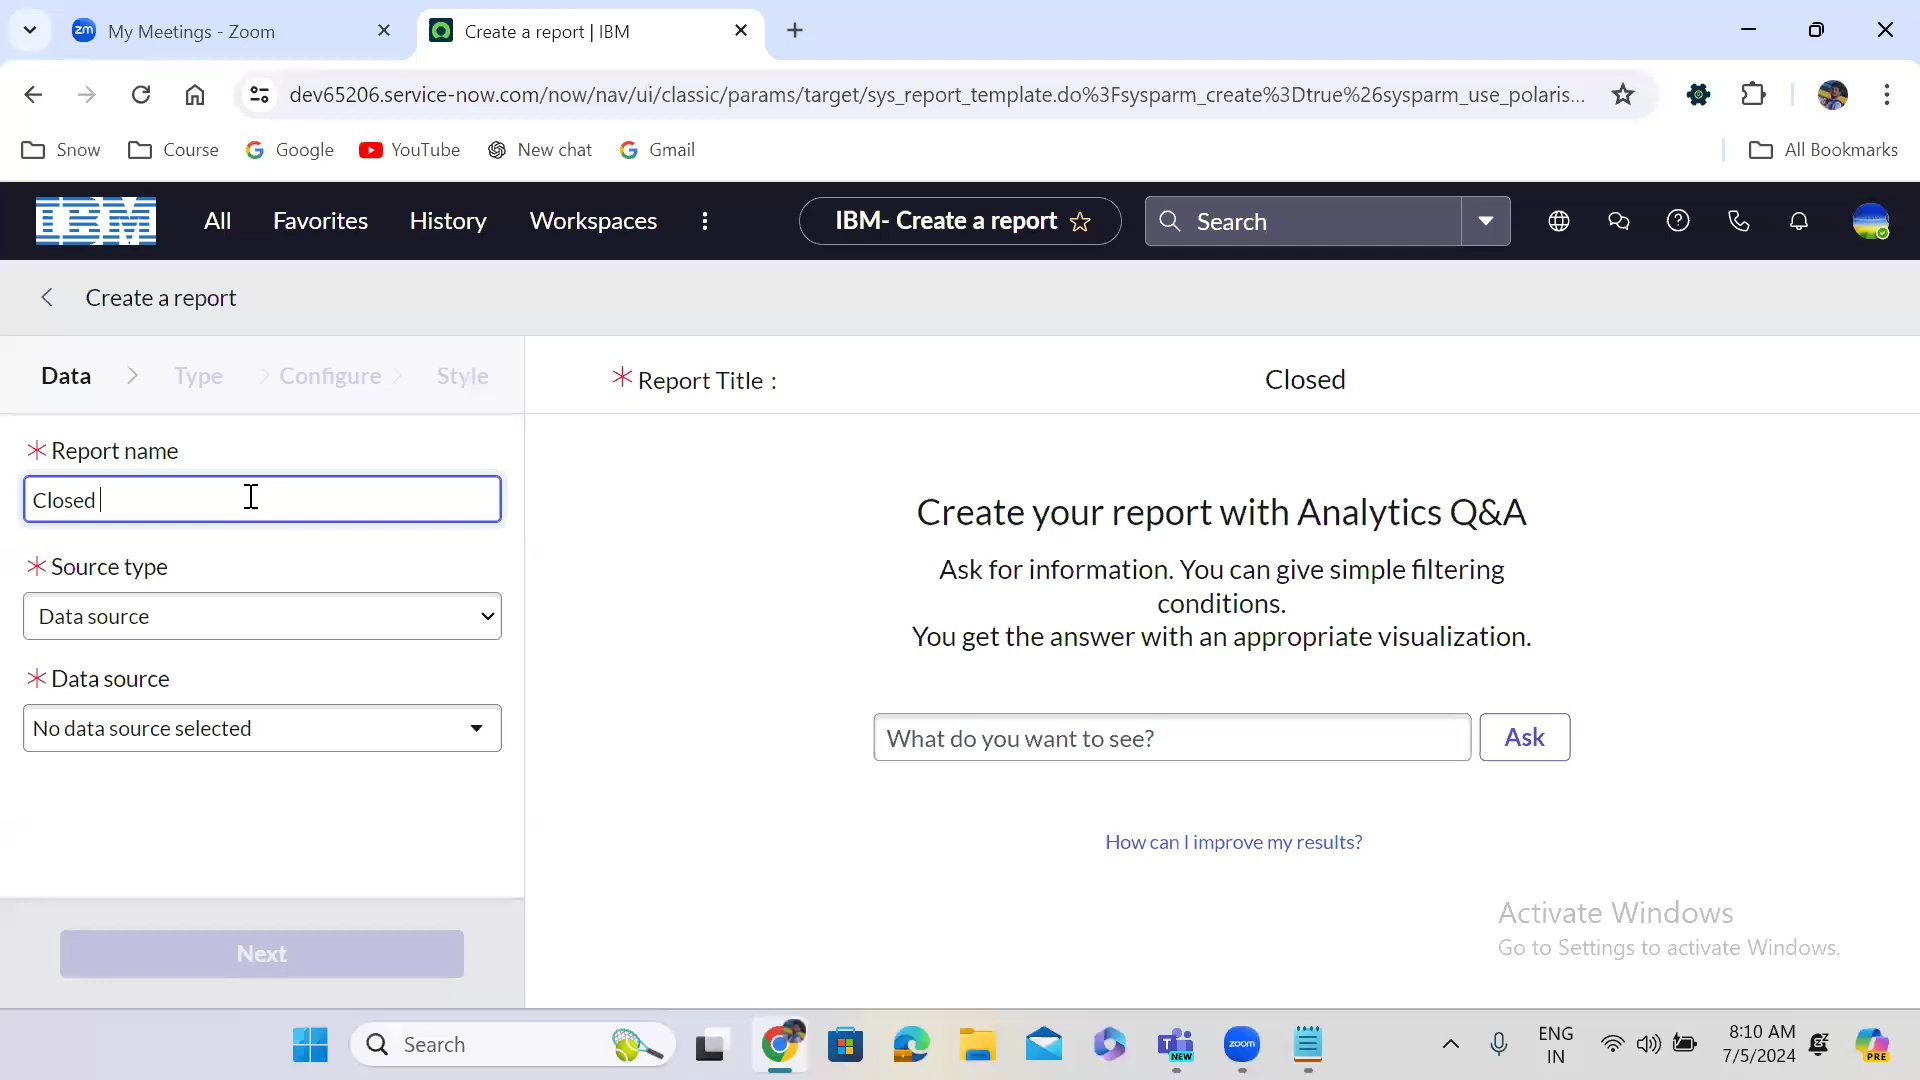 zm My Meetings - Zoom
Create a report | IBM
dev65206.service-now.com/now/nav/ui/classic/params/target/sys_report_template.do%3Fsysparm_create%3Dtrue%26sysparm_use_polaris...
Snow Course Google YouTube New chat Gmail All Bookmarks
IBM All Favorites History Workspaces IBM- Create a report Search
Create a report
Data Type Configure Style
* Report Title : Closed
* Report name
Closed
* Source type
Data source
* Data source
No data source selected
Next
Create your report with Analytics Q&A
Ask for information. You can give simple filtering
conditions.
You get the answer with an appropriate visualization.
What do you want to see? Ask
How can I improve my results?
Activate Windows
Go to Settings to activate Windows.
Search NEW zoom ENG
IN 8:10 AM
7/5/2024 PRE